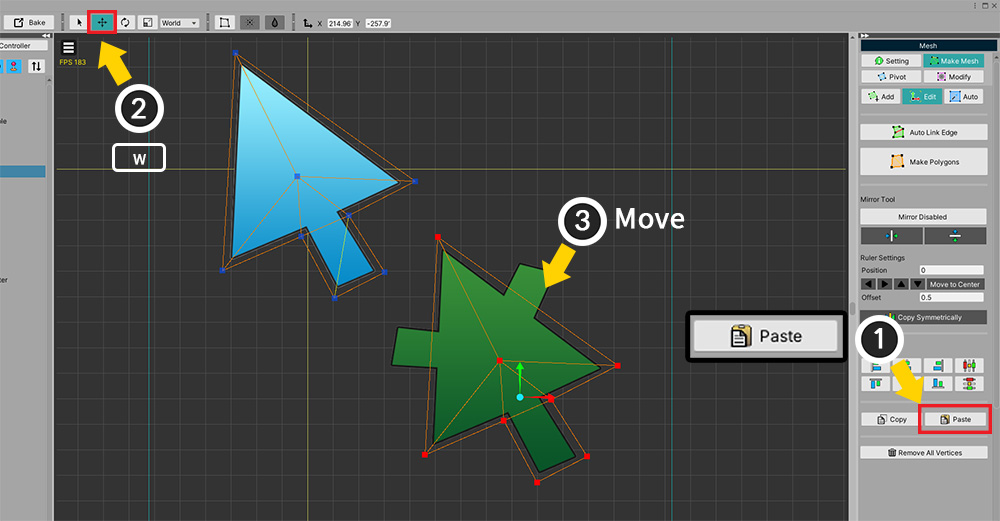 Bake
World
X 214.96 Y -257.9
Controller
Mesh
FPS 183
Setting
Make Mesh
Pivot
Modify
2
Add
Edit
Auto
W
Auto Link Edge
Make Polygons
Mirror Tool
3 Move
Mirror Disabled
Ruler Settings
Position 0
Move to Center
Offset 0.5
Copy Symmetrically
Paste
1
Copy
Paste
Remove All Vertices